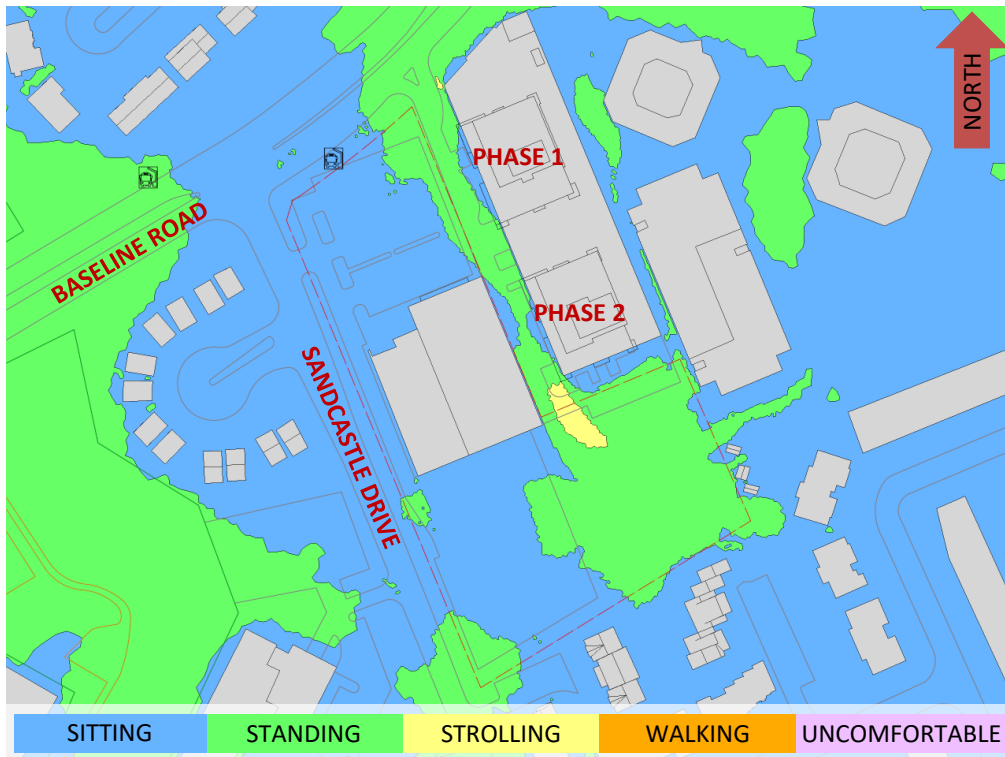 NORTH
PHASE 1
BASELINE ROAD
PHASE 2
SANDCASTLE DRIVE
SITTING
STANDING
STROLLING
WALKING
UNCOMFORTABLE